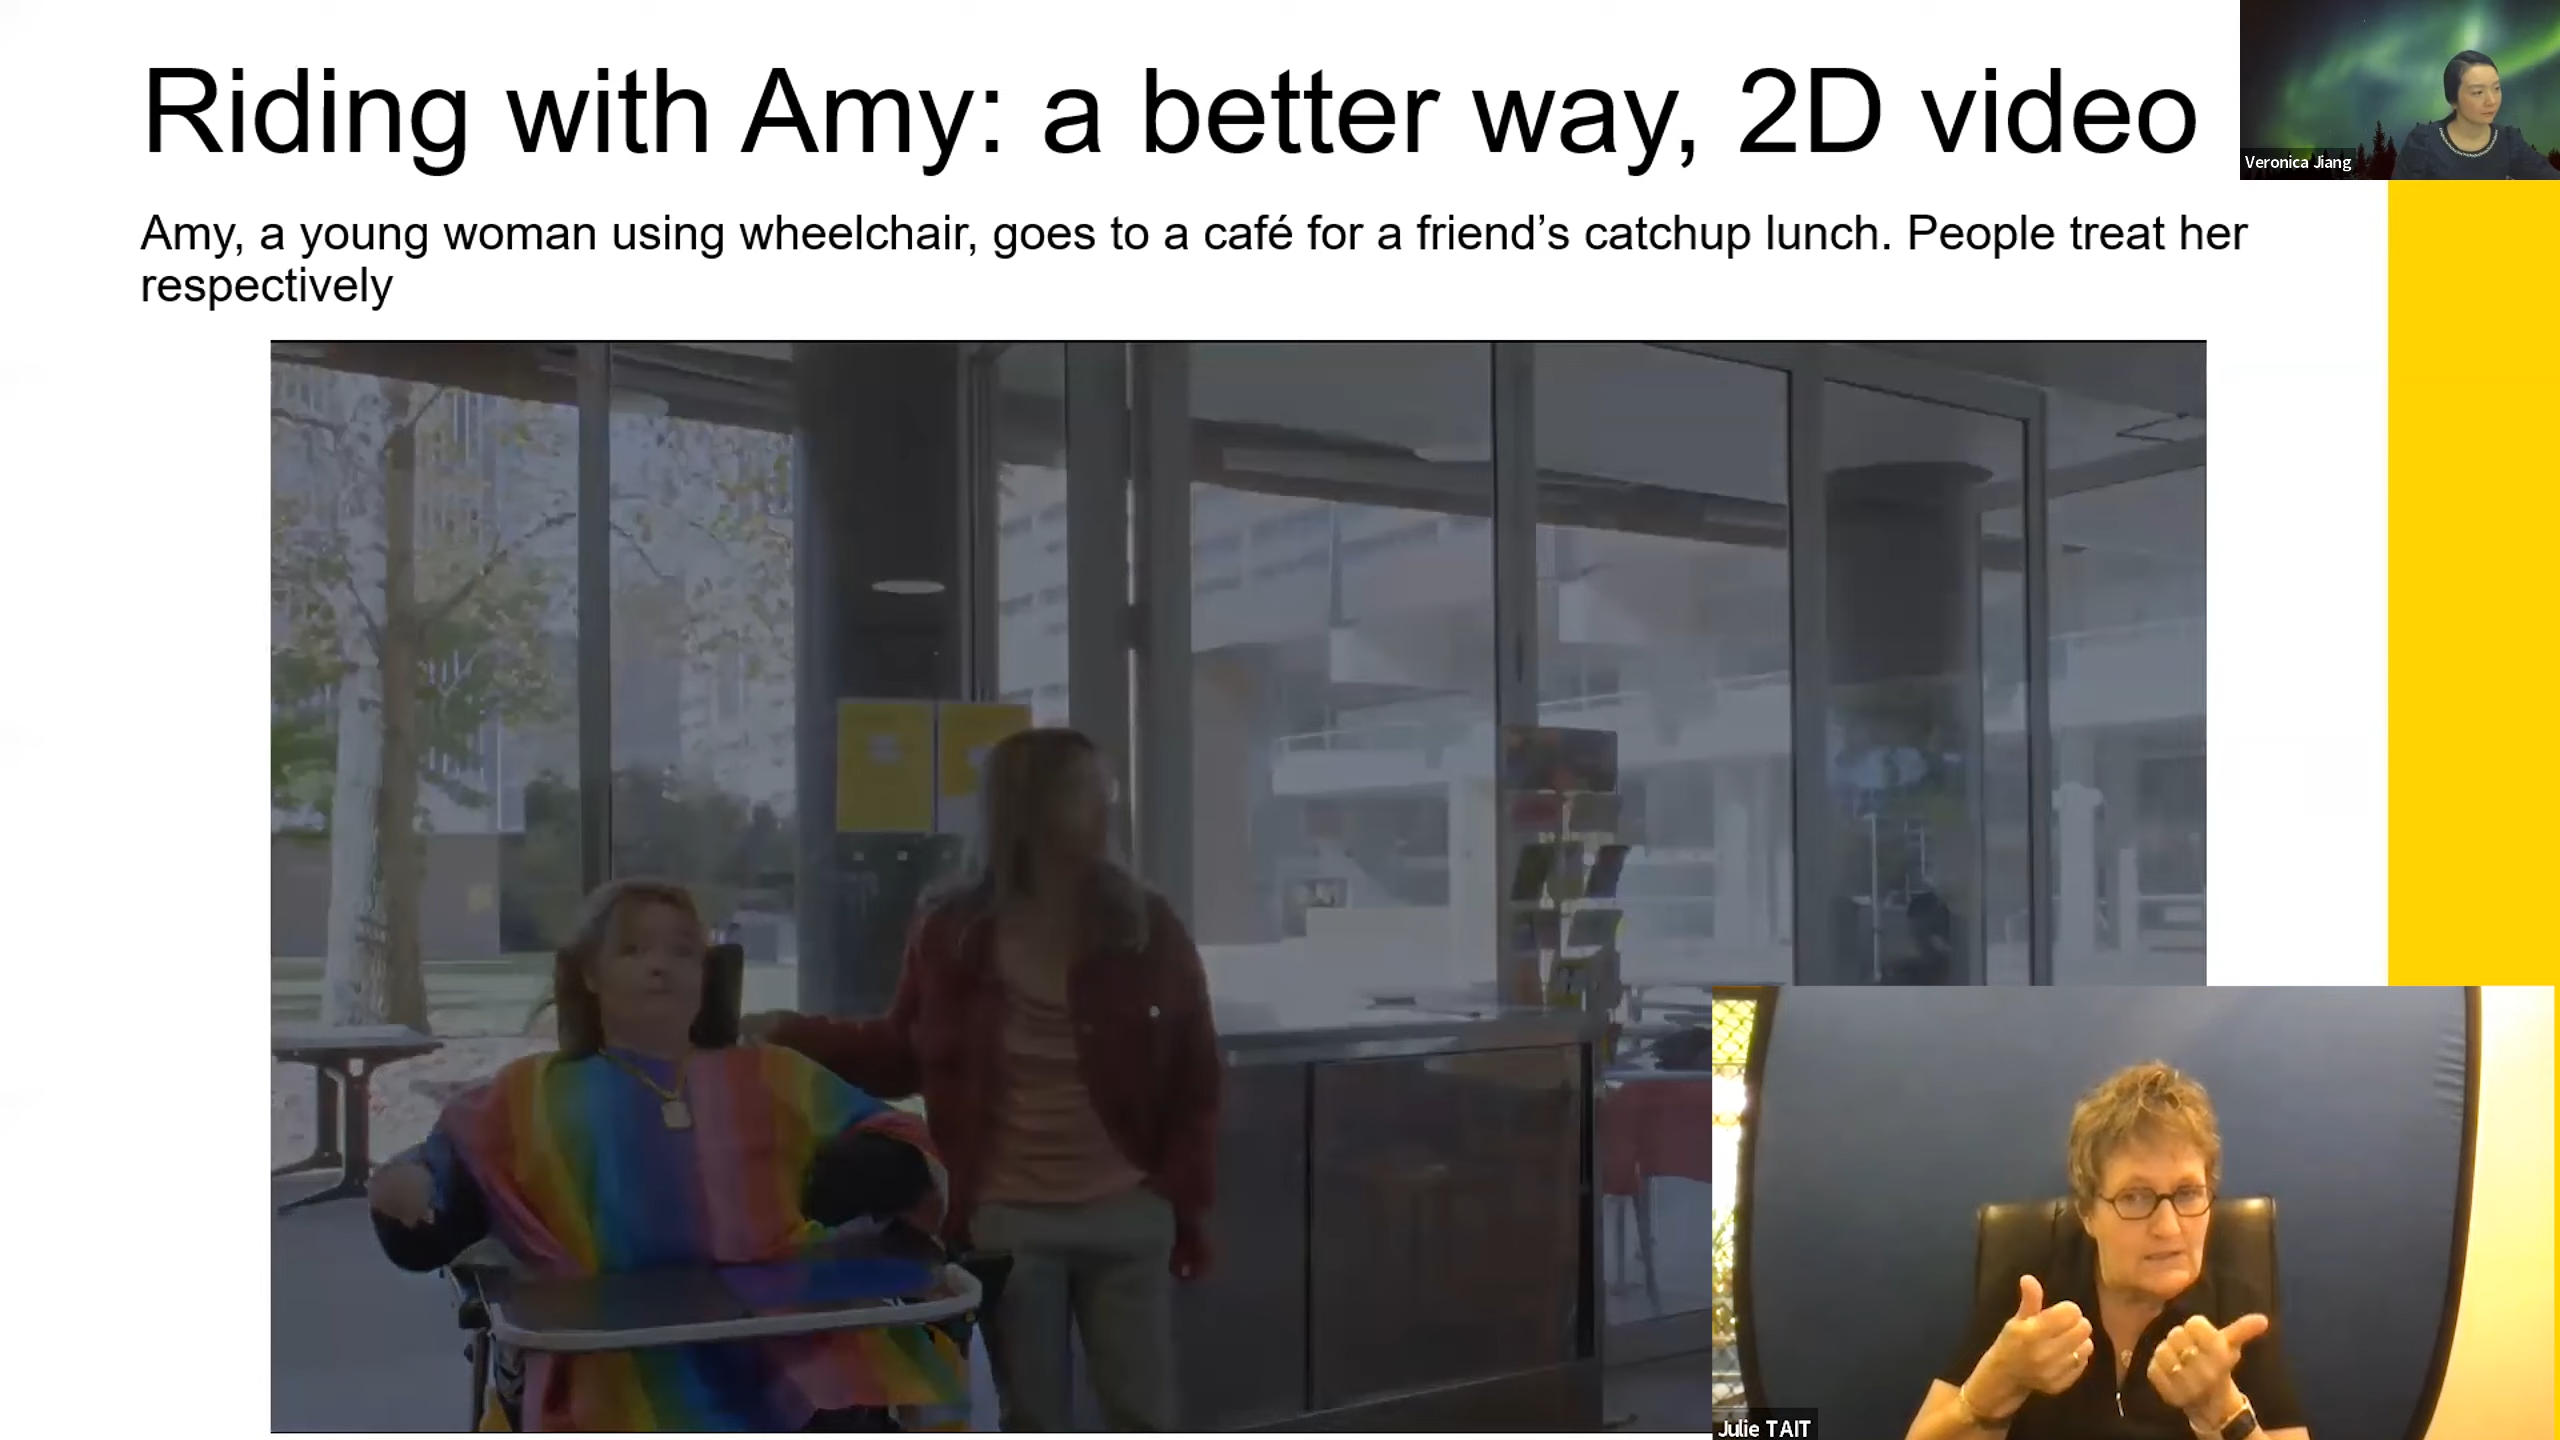 Riding with Amy: a better way, 2D video
Veronica Jiang
Amy, a young woman using wheelchair, goes to a café for a friend’s catchup lunch. People treat her
respectively
Julie TAIT